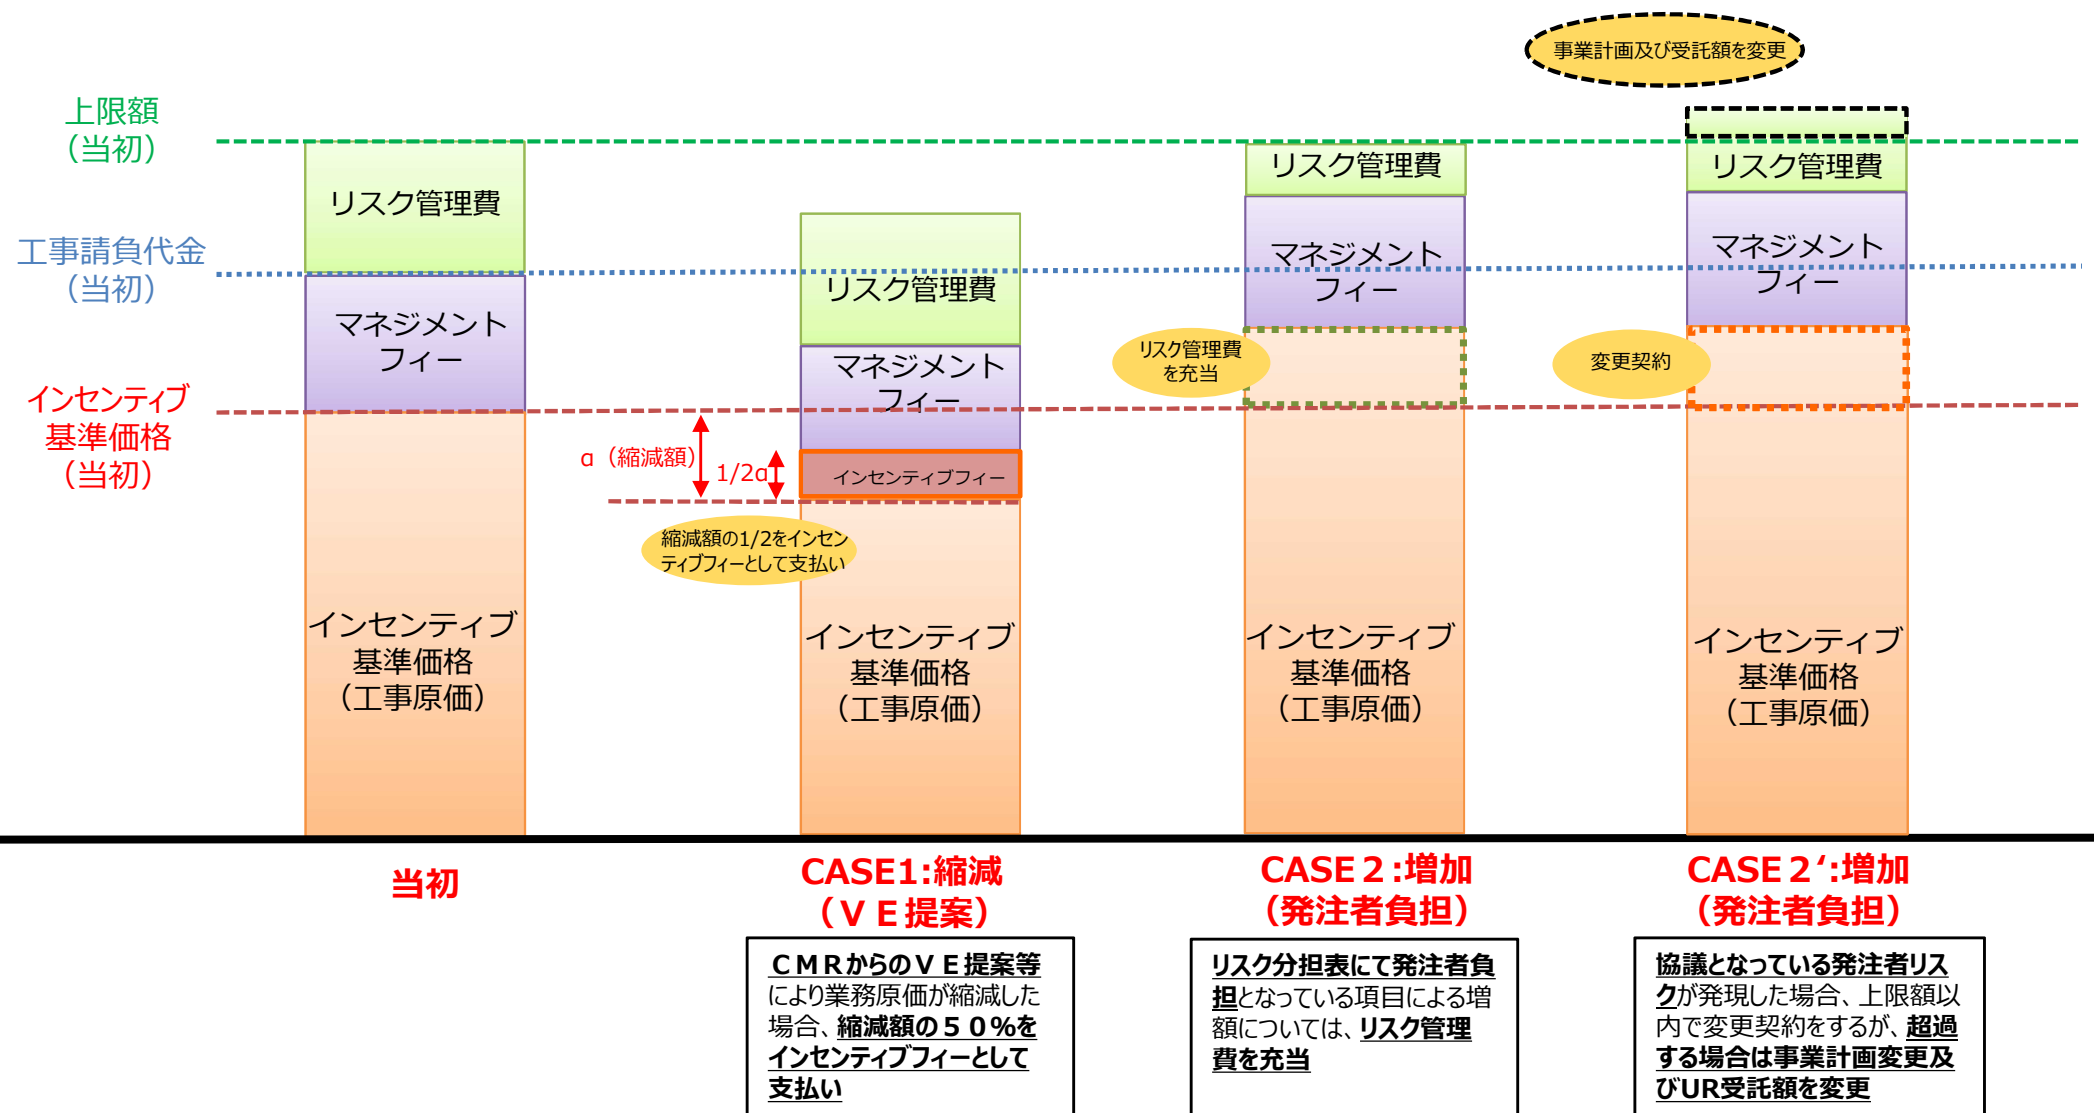 事業計画及び受託額を変更
上限額
（当初）
工事請負代金
（当初）
インセンティブ
基準価格
（当初）
リスク管理費
マネジメント
フィー
インセンティブ
基準価格
（工事原価）
リスク管理費
マネジメント
フィー
α（縮減額）
1/2α
インセンティブフィー
縮減額の1/2をインセン
ティブフィーとして支払い
インセンティブ
基準価格
（工事原価）
リスク管理費
マネジメント
フィー
リスク管理費
を充当
インセンティブ
基準価格
（工事原価）
リスク管理費
マネジメント
フィー
変更契約
インセンティブ
基準価格
（工事原価）
当初
CASE1:縮減
（ＶＥ提案）
ＣＭＲからのＶＥ提案等
により業務原価が縮減した
場合、縮減額の５０％を
インセンティブフィーとして
支払い
CASE２:増加
（発注者負担）
リスク分担表にて発注者負
担となっている項目による増
額については、リスク管理
費を充当
CASE２‘:増加
（発注者負担）
協議となっている発注者リス
クが発現した場合、上限額以
内で変更契約をするが、超過
する場合は事業計画変更及
びUR受託額を変更